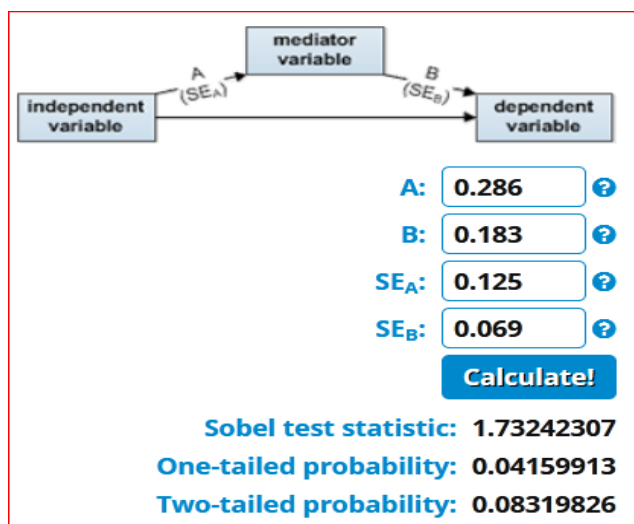 mediator
variable
A
(SEA)
B
(SEB)
independent
variable
dependent
variable
A: 0.286 ?
B: 0.183 ?
SEA: 0.125 ?
SEB: 0.069 ?
Calculate!
Sobel test statistic: 1.73242307
One-tailed probability: 0.04159913
Two-tailed probability: 0.08319826